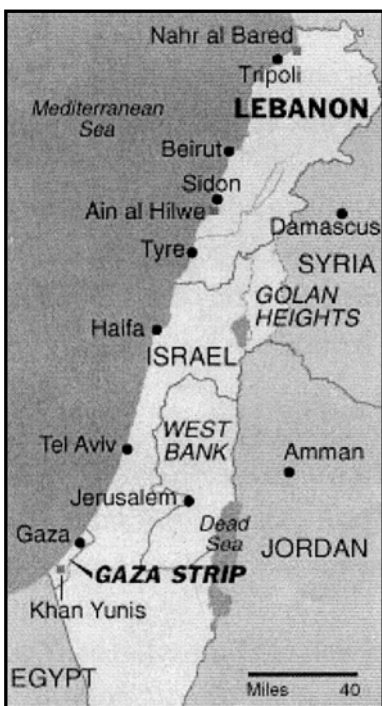 Nahr al Bared
Tripoli
LEBANON
Mediterranean
Sea
Beirut
Sidon
Ain al Hilwe
Damascus
Tyre
SYRIA
GOLAN
HEIGHTS
Haifa
ISRAEL
WEST
BANK
Tel Aviv
Amman
Jerusalem
Dead
Sea
Gaza
JORDAN
GAZA STRIP
Khan Yunis
EGYPT
Miles 40